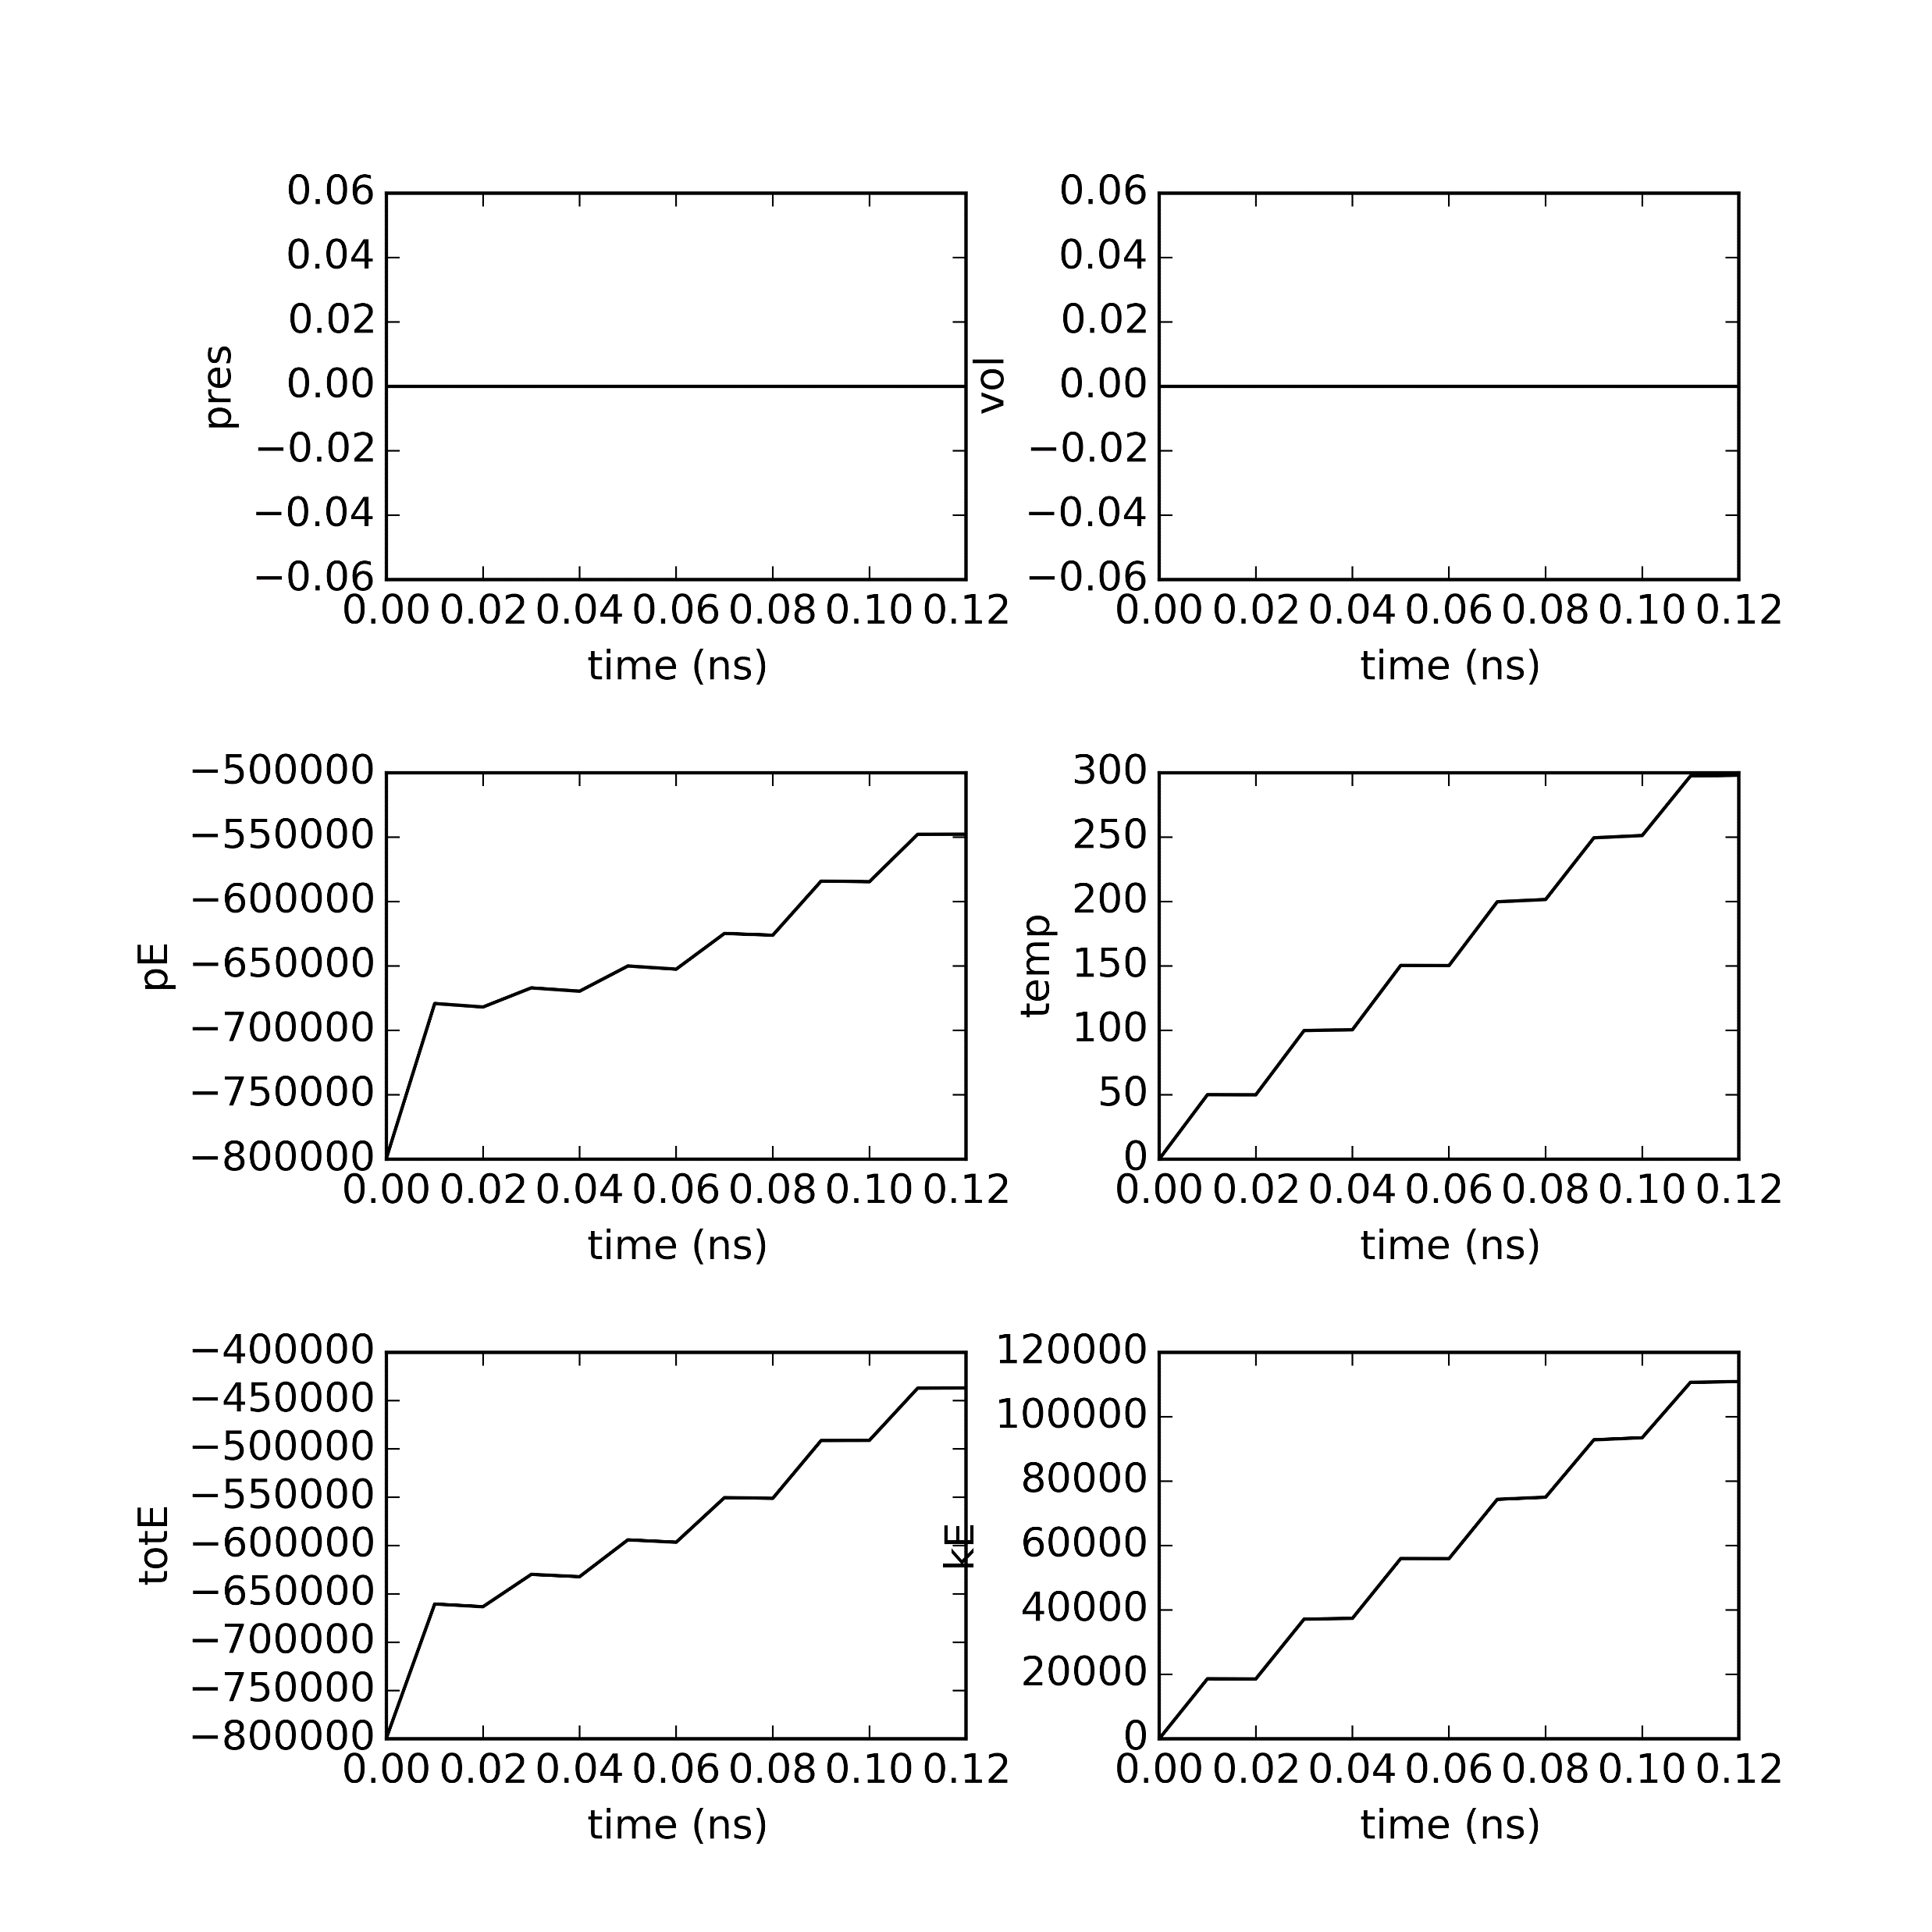 0.06 0.06
0.04 0.04
0.02 0.02
pres 0.00 vol 0.00
−0.02 −0.02
−0.04 −0.04
−0.06 −0.06
0.00 0.02 0.04 0.06 0.08 0.10 0.12 0.00 0.02 0.04 0.06 0.08 0.10 0.12
time (ns) time (ns)
−500000 300
−550000 250
−600000 200
pE −650000 temp 150
−700000 100
−750000 50
−800000 0
0.00 0.02 0.04 0.06 0.08 0.10 0.12 0.00 0.02 0.04 0.06 0.08 0.10 0.12
time (ns) time (ns)
−400000 120000
−450000 100000
−500000 80000
−550000
totE −600000 kE 60000
−650000 40000
−700000 20000
−750000
−800000 0
0.00 0.02 0.04 0.06 0.08 0.10 0.12 0.00 0.02 0.04 0.06 0.08 0.10 0.12
time (ns) time (ns)